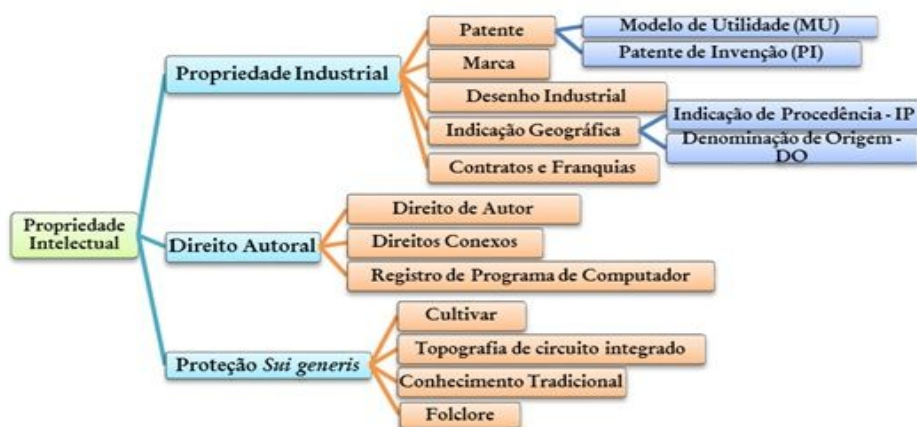 Propriedade
Intelectual
Propriedade Industrial
Patente
Modelo de Utilidade (MU)
Patente de Invenção (PI)
Marca
Desenho Industrial
Indicação Geográfica
Indicação de Procedência - IP
Denominação de Origem -
DO
Contratos e Franquias
Direito Autoral
Direito de Autor
Direitos Conexos
Registro de Programa de Computador
Proteção Sui generis
Cultivar
Topografia de circuito integrado
Conhecimento Tradicional
Folclore